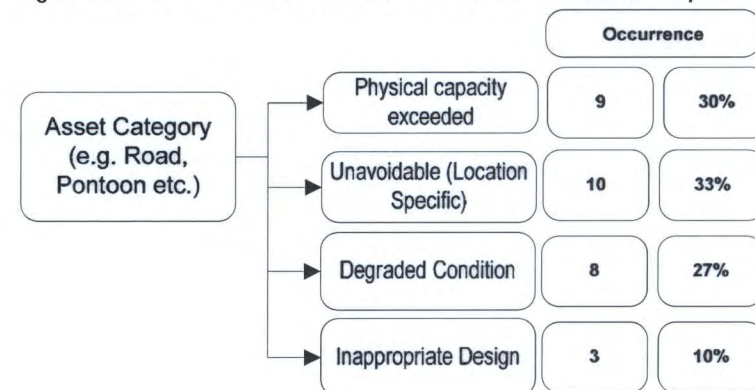 Occurrence
Asset Category
(e.g. Road,
Pontoon etc.)
Physical capacity
exceeded
9
30%
Unavoidable (Location
Specific)
10
33%
Degraded Condition
8
27%
Inappropriate Design
3
10%